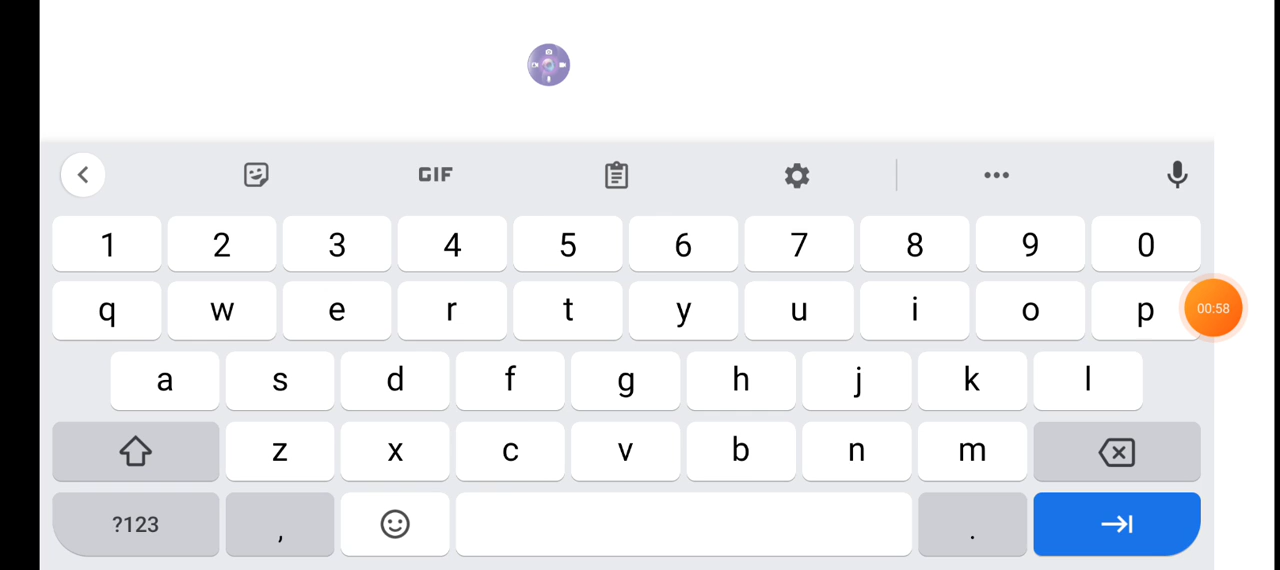 GIF
1 2 3 4 5 6 7 8 9 0
q w e r t y u i o p
00:58
a s d f g h j k l
z x c v b n m
?123 , .